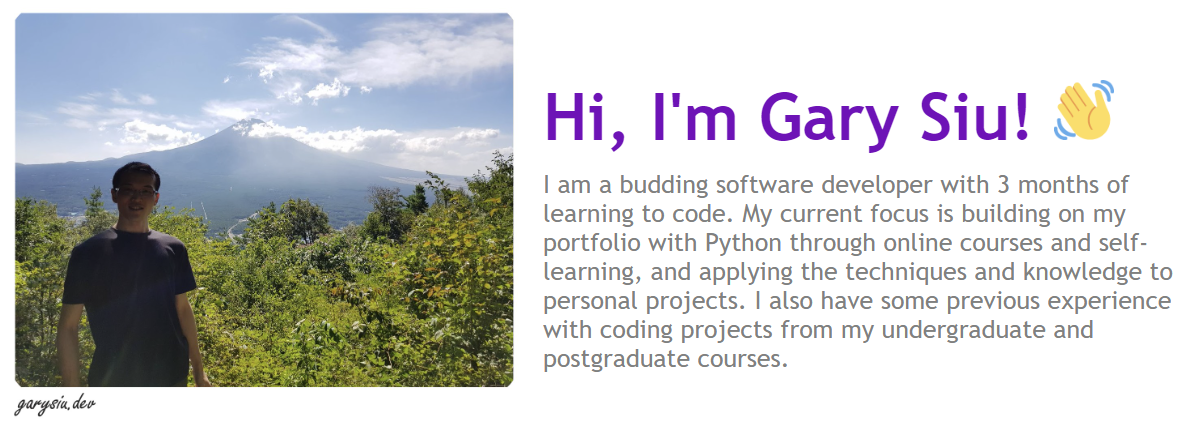 Hi, I'm Gary Siu! 👋
I am a budding software developer with 3 months of
learning to code. My current focus is building on my
portfolio with Python through online courses and self-
learning, and applying the techniques and knowledge to
personal projects. I also have some previous experience
with coding projects from my undergraduate and
postgraduate courses.
garysiu.dev